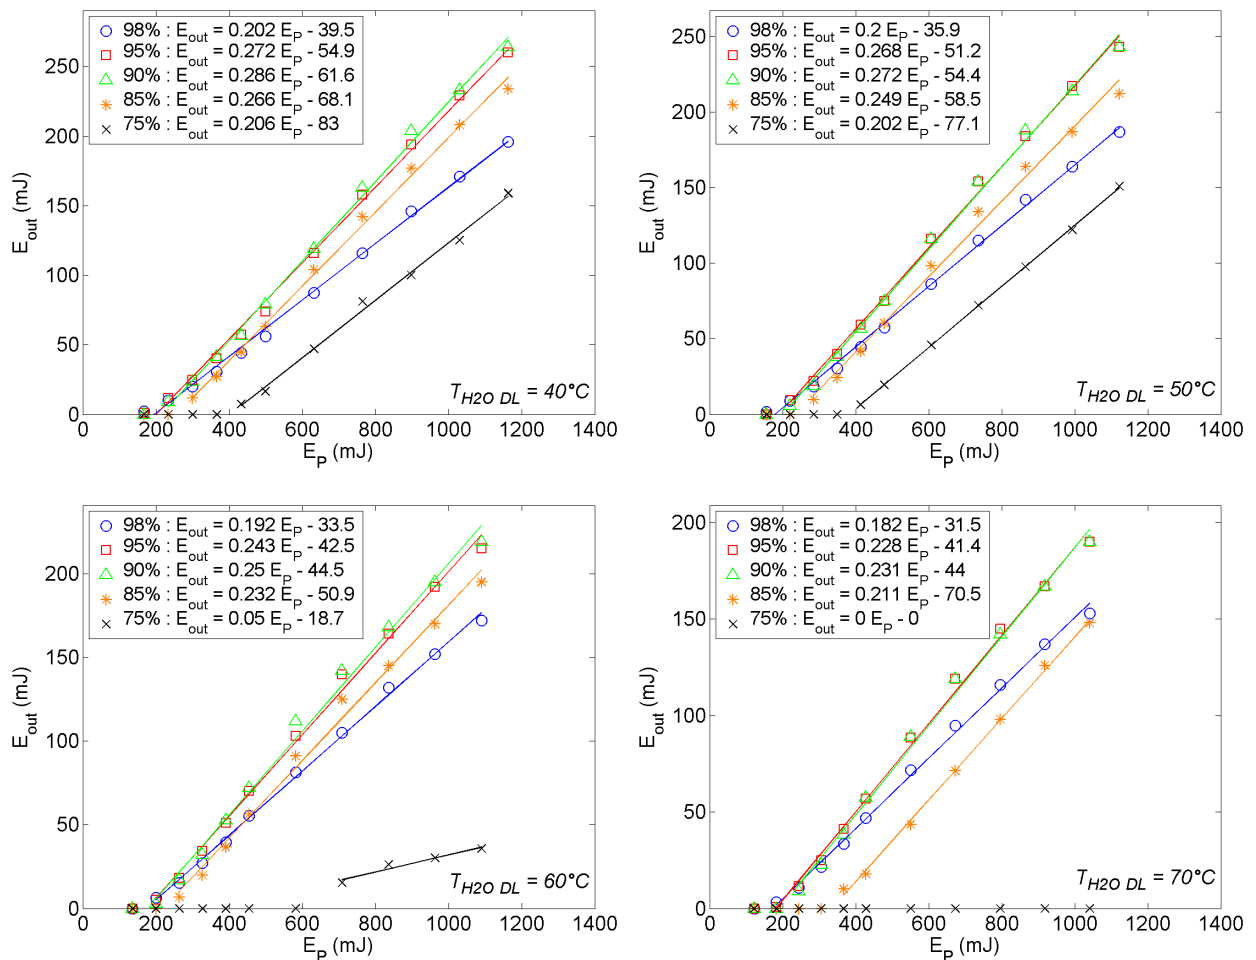 98% : Eout = 0.202 EP - 39.5
95% : Eout = 0.272 EP - 54.9
90% : Eout = 0.286 EP - 61.6
85% : Eout = 0.266 EP - 68.1
75% : Eout = 0.206 EP - 83
250
200
150
100
50
0
Eout (mJ)
TH2O DL = 40°C
0 200 400 600 800 1000 1200 1400
EP (mJ)
98% : Eout = 0.2 EP - 35.9
95% : Eout = 0.268 EP - 51.2
90% : Eout = 0.272 EP - 54.4
85% : Eout = 0.249 EP - 58.5
75% : Eout = 0.202 EP - 77.1
250
200
150
100
50
0
Eout (mJ)
TH2O DL = 50°C
0 200 400 600 800 1000 1200 1400
EP (mJ)
98% : Eout = 0.192 EP - 33.5
95% : Eout = 0.243 EP - 42.5
90% : Eout = 0.25 EP - 44.5
85% : Eout = 0.232 EP - 50.9
75% : Eout = 0.05 EP - 18.7
200
150
100
50
0
Eout (mJ)
TH2O DL = 60°C
0 200 400 600 800 1000 1200 1400
EP (mJ)
98% : Eout = 0.182 EP - 31.5
95% : Eout = 0.228 EP - 41.4
90% : Eout = 0.231 EP - 44
85% : Eout = 0.211 EP - 70.5
75% : Eout = 0 EP - 0
200
150
100
50
0
Eout (mJ)
TH2O DL = 70°C
0 200 400 600 800 1000 1200 1400
EP (mJ)